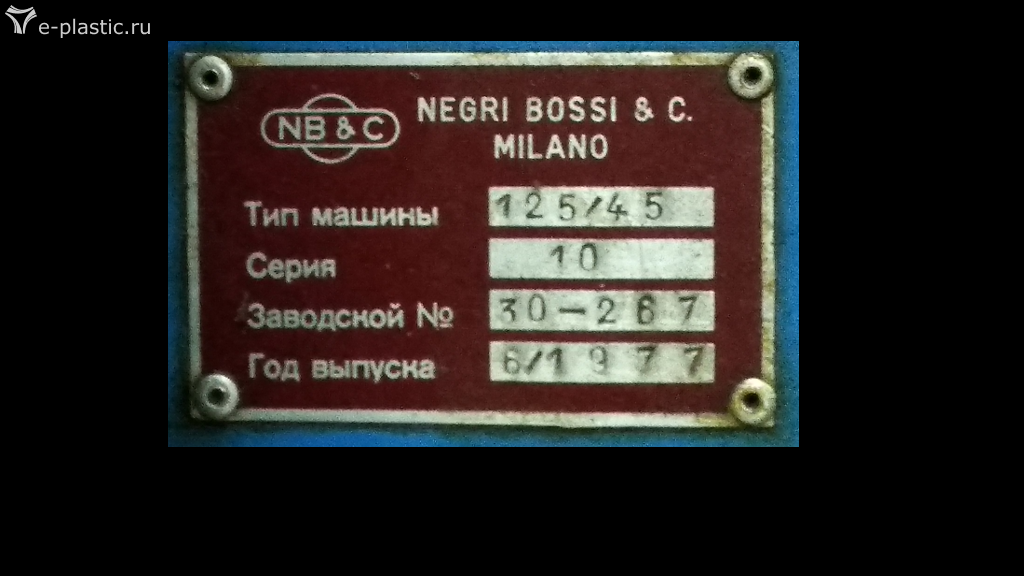 e-plastic.ru
NB & C
NEGRI BOSSI & C.
MILANO
Тип машины 125/45
Серия 10
Заводской № 30-267
Год выпуска 6/1977